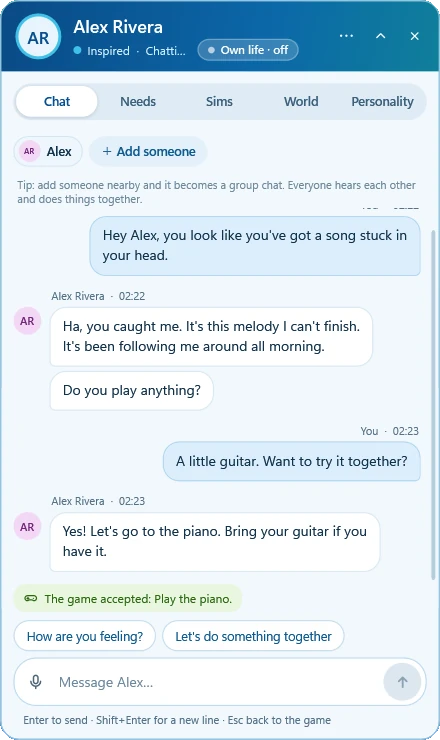 AR
Alex Rivera
Inspired · Chatti...
Own life · off
Chat
Needs
Sims
World
Personality
AR
Alex
+ Add someone
Tip: add someone nearby and it becomes a group chat. Everyone hears each other
and does things together.
Hey Alex, you look like you've got a song stuck in
your head.
Alex Rivera · 02:22
AR
Ha, you caught me. It's this melody I can't finish.
It's been following me around all morning.
Do you play anything?
You · 02:23
A little guitar. Want to try it together?
Alex Rivera · 02:23
AR
Yes! Let's go to the piano. Bring your guitar if you
have it.
The game accepted: Play the piano.
How are you feeling?
Let's do something together
Message Alex...
Enter to send · Shift+Enter for a new line · Esc back to the game